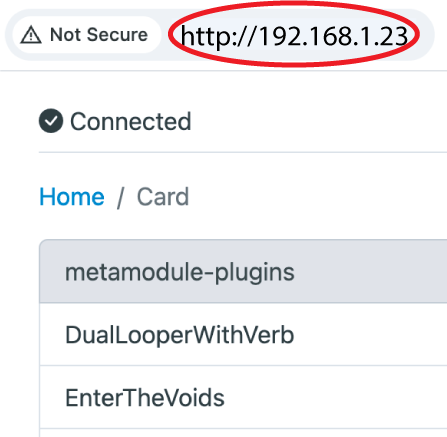 Not Secure http://192.168.1.23
Connected
Home / Card
metamodule-plugins
DualLooperWithVerb
EnterTheVoids